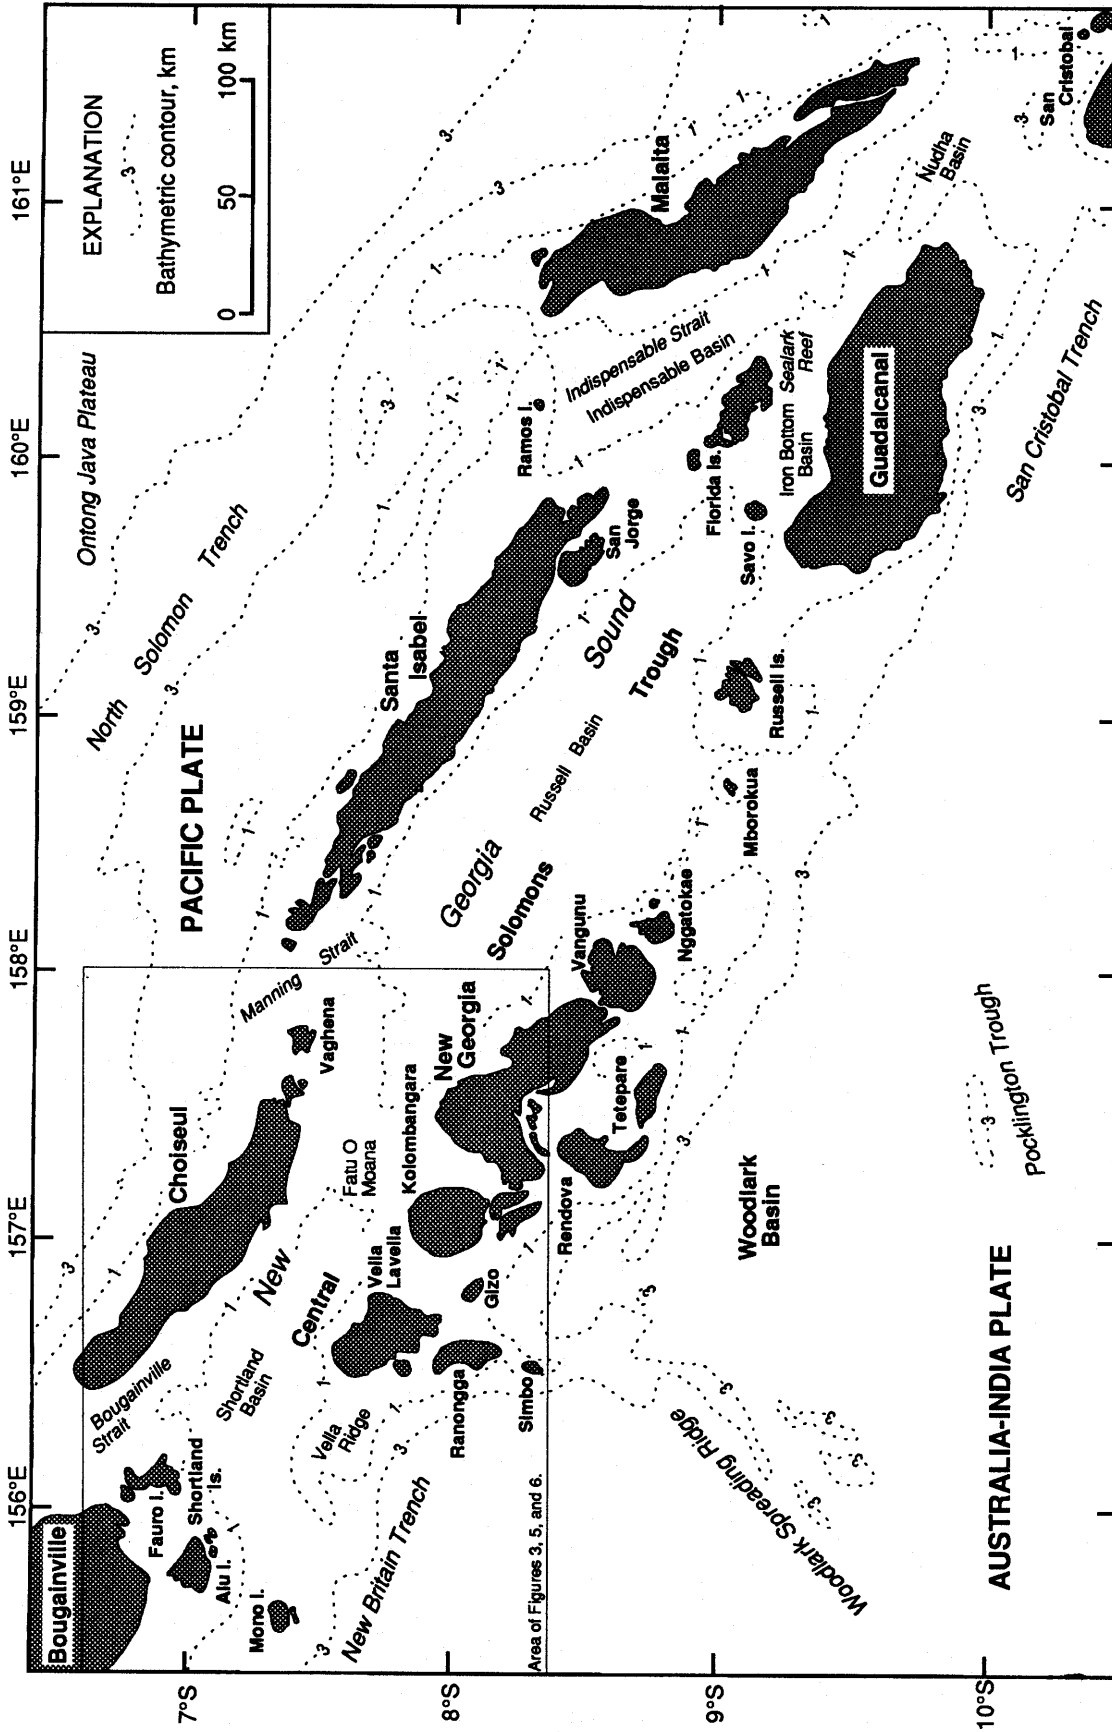 156°E
157°E
158°E
159°E
160°E
161°E
7°S
8°S
9°S
10°S
EXPLANATION
3
Bathymetric contour, km
0 50 100 km
Ontong Java Plateau
North Solomon Trench
PACIFIC PLATE
Bougainville
Bougainville
Strait
Fauro I.
Shortland
Is.
Alu I.
Mono I.
Choiseul
Vaghena
Manning Strait
Shortland
Basin
New Georgia Sound
Central Solomons Trough
Russell Basin
Santa
Isabel
San
Jorge
Ramos I.
Indispensable Strait
Indispensable Basin
Malaita
Vella
Ridge
Vella
Lavella
Fatu O
Moana
Kolombangara
New
Georgia
Gizo
Ranongga
Simbo
Rendova
Tetepare
Vangunu
Nggatokae
Mborokua
Russell Is.
Savo I.
Florida Is.
Iron Bottom
Basin
Sealark
Reef
Guadalcanal
Nudha
Basin
San
Cristobal
San Cristobal Trench
New Britain Trench
Area of Figures 3, 5, and 6.
Woodlark
Basin
Woodlark Spreading Ridge
Pocklington Trough
AUSTRALIA-INDIA PLATE